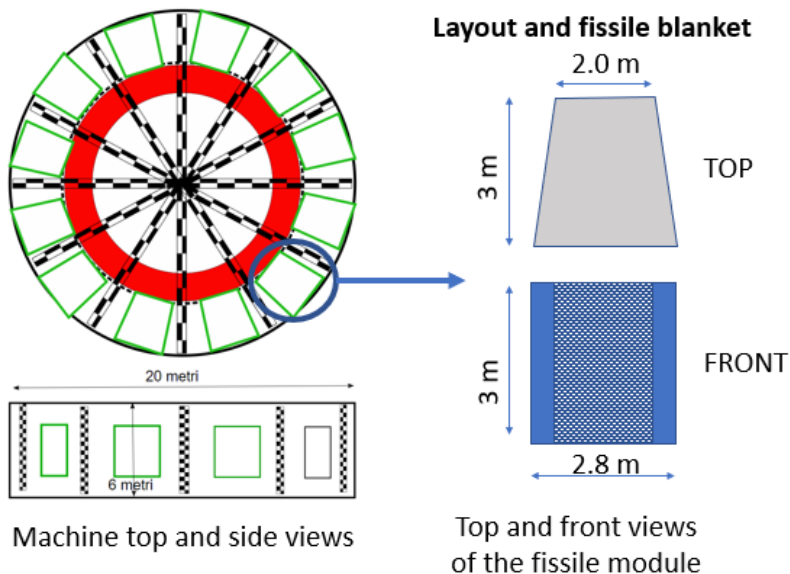 Layout and fissile blanket
2.0 m
3 m
TOP
3 m
FRONT
2.8 m
20 metri
6 metri
Machine top and side views
Top and front views
of the fissile module